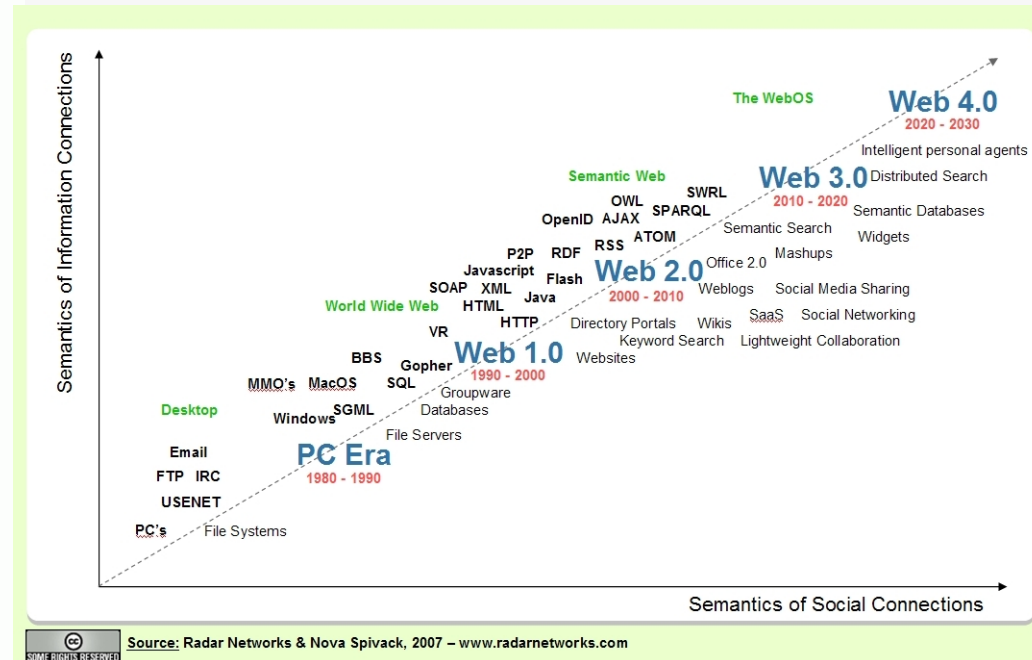 Semantics of Information Connections
The WebOS
Web 4.0
2020 - 2030
Intelligent personal agents
Semantic Web
Web 3.0
Distributed Search
2010 - 2020
SWRL
OWL
SPARQL
Semantic Databases
OpenID
AJAX
Semantic Search
Widgets
ATOM
RSS
P2P
RDF
Mashups
Office 2.0
Web 2.0
2000 - 2010
Javascript
Flash
SOAP
XML
Java
Weblogs
Social Media Sharing
World Wide Web
HTML
HTTP
SaaS
Social Networking
Directory Portals
Wikis
VR
Keyword Search
Lightweight Collaboration
Web 1.0
1990 - 2000
Websites
BBS
Gopher
MMO's
MacOS
SQL
Groupware
Desktop
Windows
SGML
Databases
File Servers
PC Era
1980 - 1990
Email
FTP
IRC
USENET
PC's
File Systems
Semantics of Social Connections
cc
SOME RIGHTS RESERVED
Source: Radar Networks & Nova Spivack, 2007 – www.radarnetworks.com